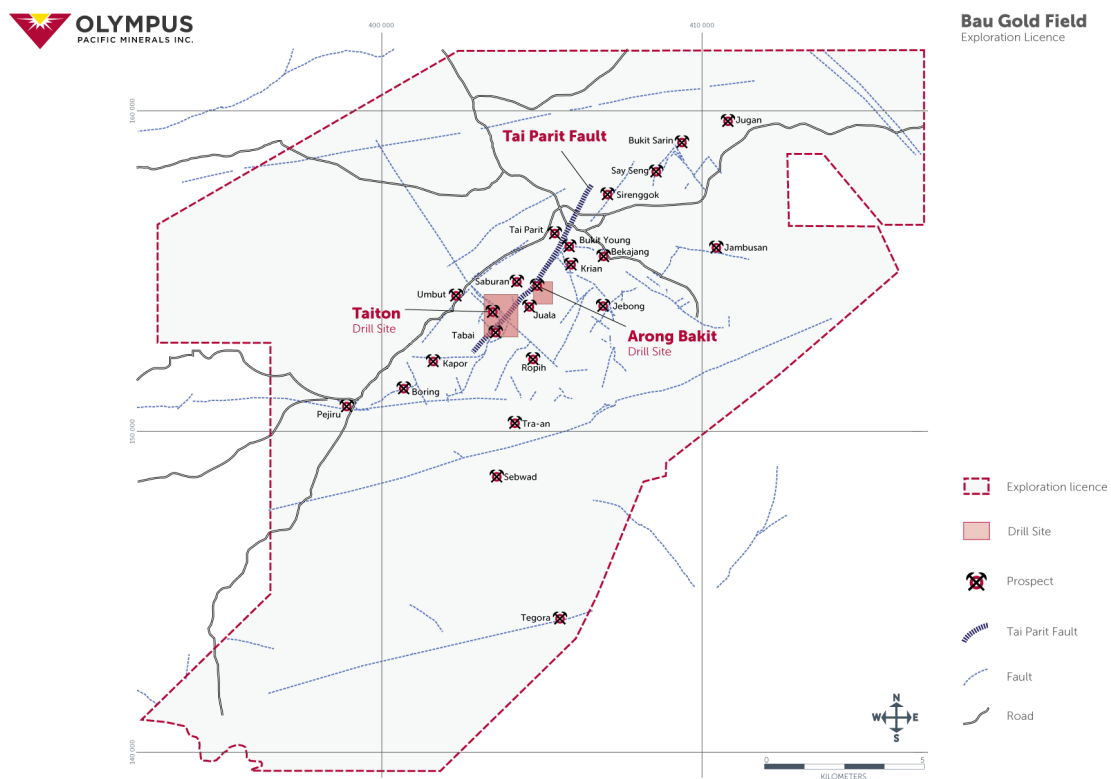 OLYMPUS
PACIFIC MINERALS INC.
Bau Gold Field
Exploration Licence
400 000
410 000
160 000
Jugan
Tai Parit Fault
Bukit Sarin
Say Seng
Sirenggok
Tai Parit
Bukit Young
Bekajang
Jambusan
Krian
Saburan
Umbut
Taiton
Drill Site
Juala
Jebong
Tabai
Arong Bakit
Drill Site
Kapor
Ropih
Boring
Pejiru
Tra-an
150 000
Sebwad
Exploration licence
Drill Site
Prospect
Tegora
Tai Parit Fault
Fault
N
W
E
S
Road
140 000
0
5
KILOMETERS